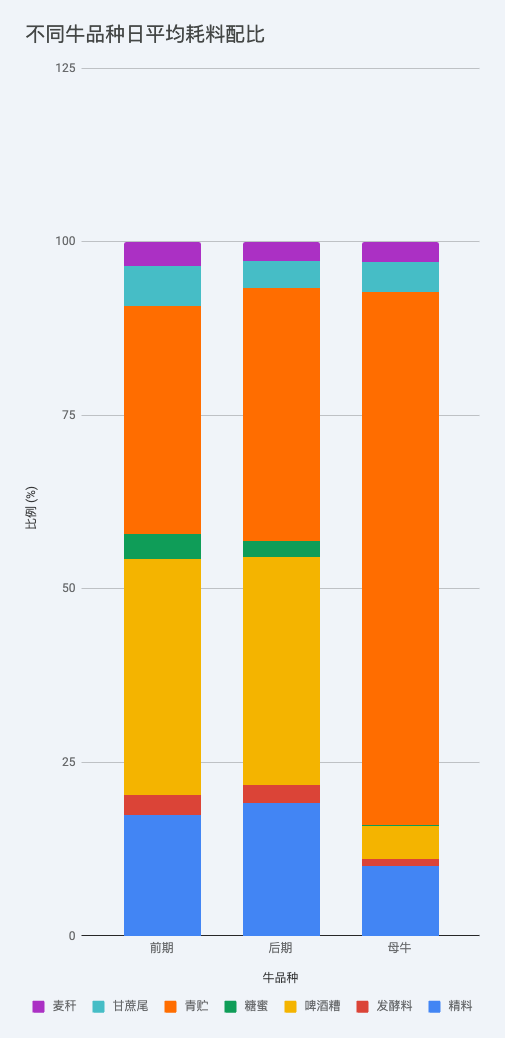 不同牛品种日平均耗料配比
125
100
75
50
25
0
比例 (%)
前期 后期 母牛
牛品种
麦秆 甘蔗尾 青贮 糖蜜 啤酒糟 发酵料 精料